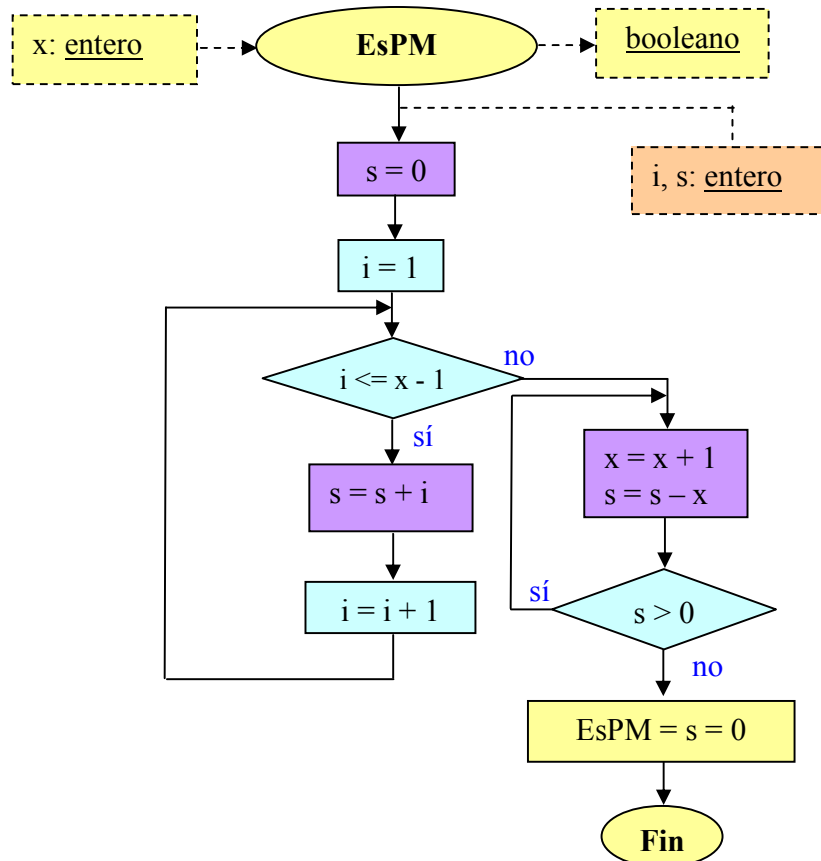 x: entero
EsPM
booleano
s = 0
i, s: entero
i = 1
i <= x - 1
no
sí
x = x + 1
s = s – x
s = s + i
sí
s > 0
i = i + 1
no
EsPM = s = 0
Fin